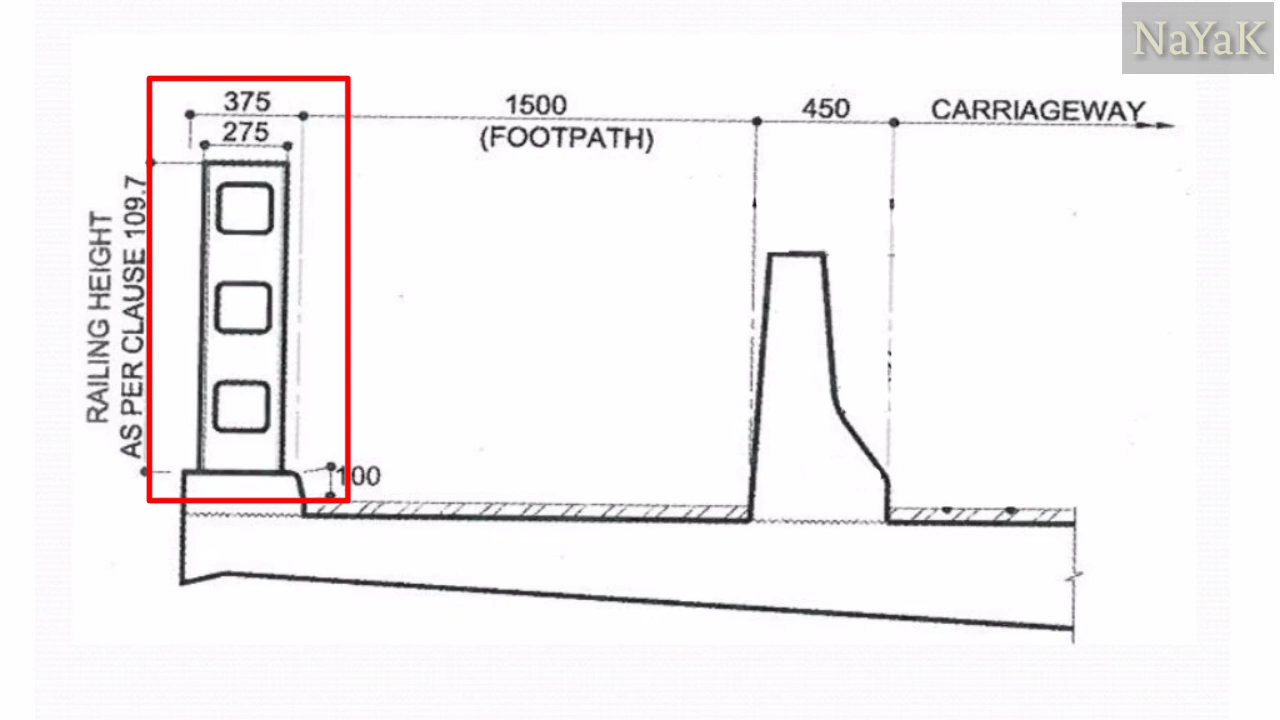 NaYaK
375
1500
450
CARRIAGEWAY
275
(FOOTPATH)
RAILING HEIGHT
AS PER CLAUSE 109.7
100